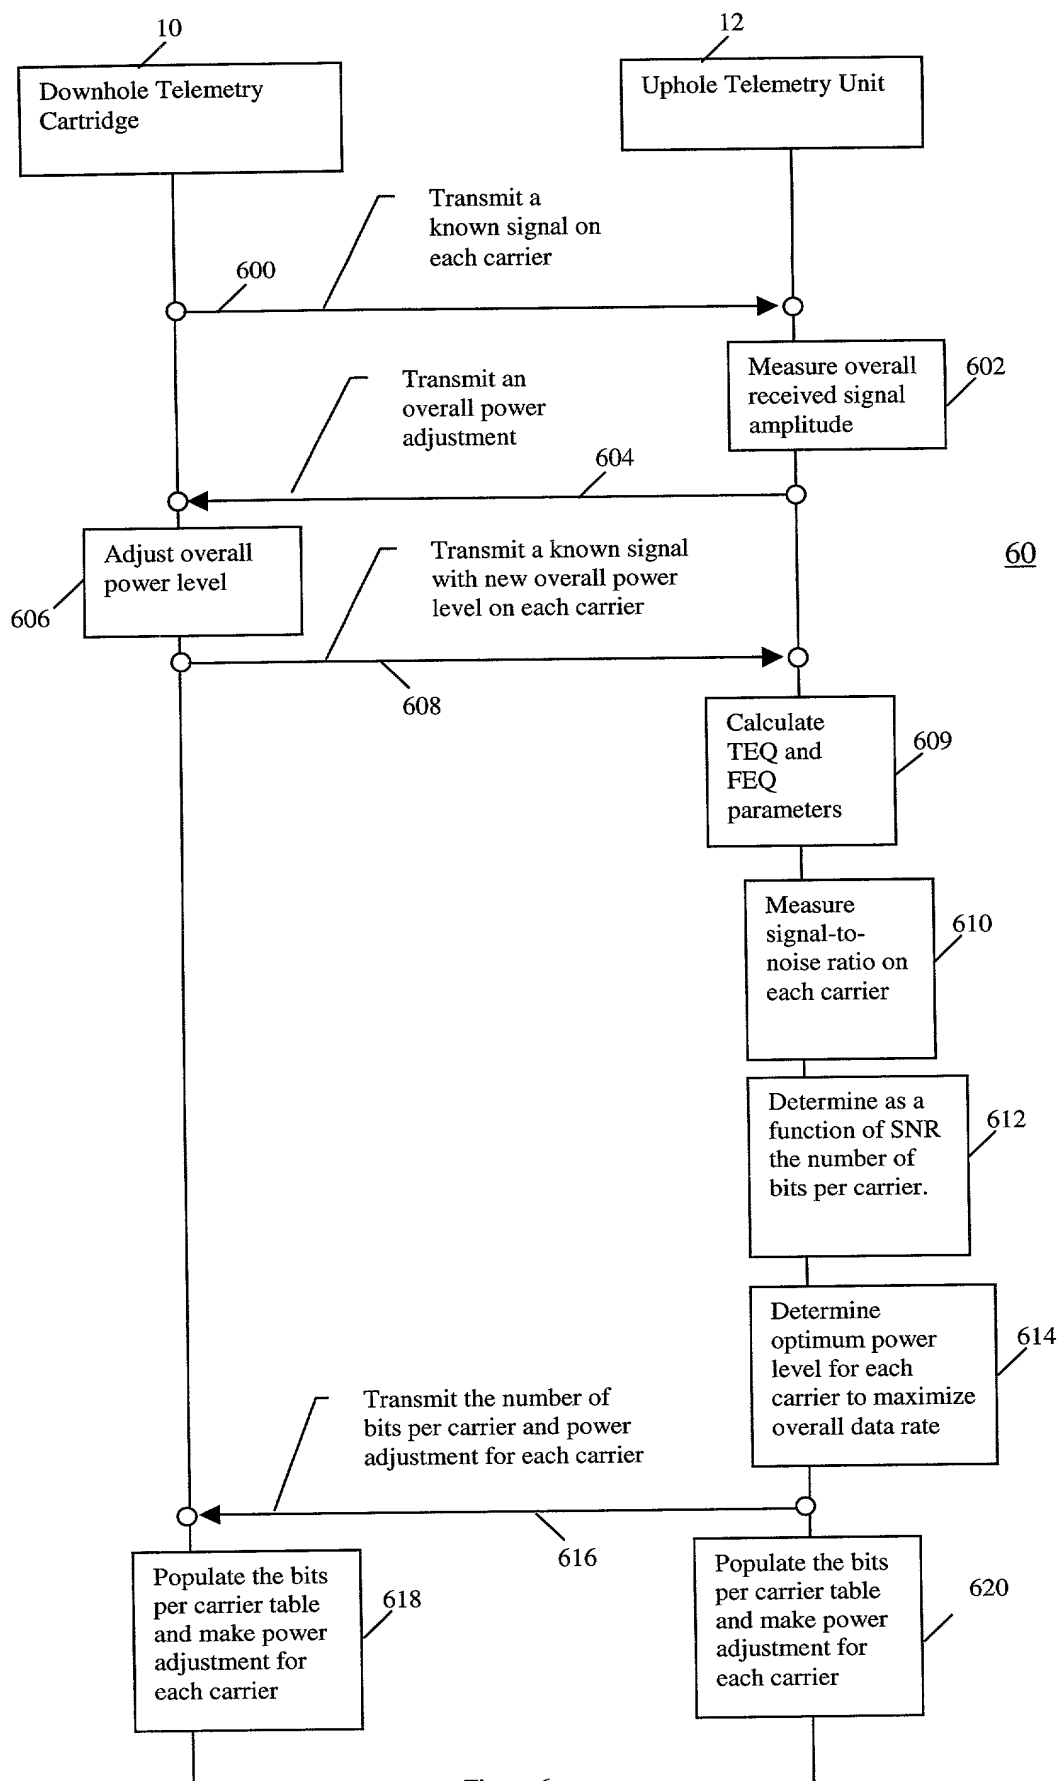 10
12
Downhole Telemetry
Cartridge
Uphole Telemetry Unit
Transmit a
known signal on
each carrier
600
Measure overall
received signal
amplitude
602
Transmit an
overall power
adjustment
604
Adjust overall
power level
606
Transmit a known signal
with new overall power
level on each carrier
60
608
Calculate
TEQ and
FEQ
parameters
609
Measure
signal-to-
noise ratio on
each carrier
610
Determine as a
function of SNR
the number of
bits per carrier.
612
Determine
optimum power
level for each
carrier to maximize
overall data rate
614
Transmit the number of
bits per carrier and power
adjustment for each carrier
616
Populate the bits
per carrier table
and make power
adjustment for
each carrier
618
Populate the bits
per carrier table
and make power
adjustment for
each carrier
620